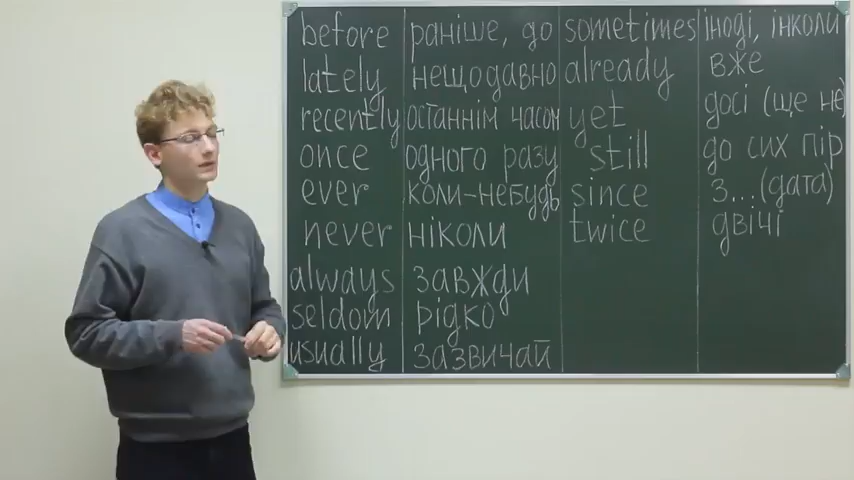 before раніше, до sometimes іноді, інколи
lately нещодавно already вже
recently останнім часом yet досі (ще не)
once одного разу still до сих пір
ever коли-небудь since з... (дата)
never ніколи twice двічі
always завжди
seldom рідко
usually зазвичай